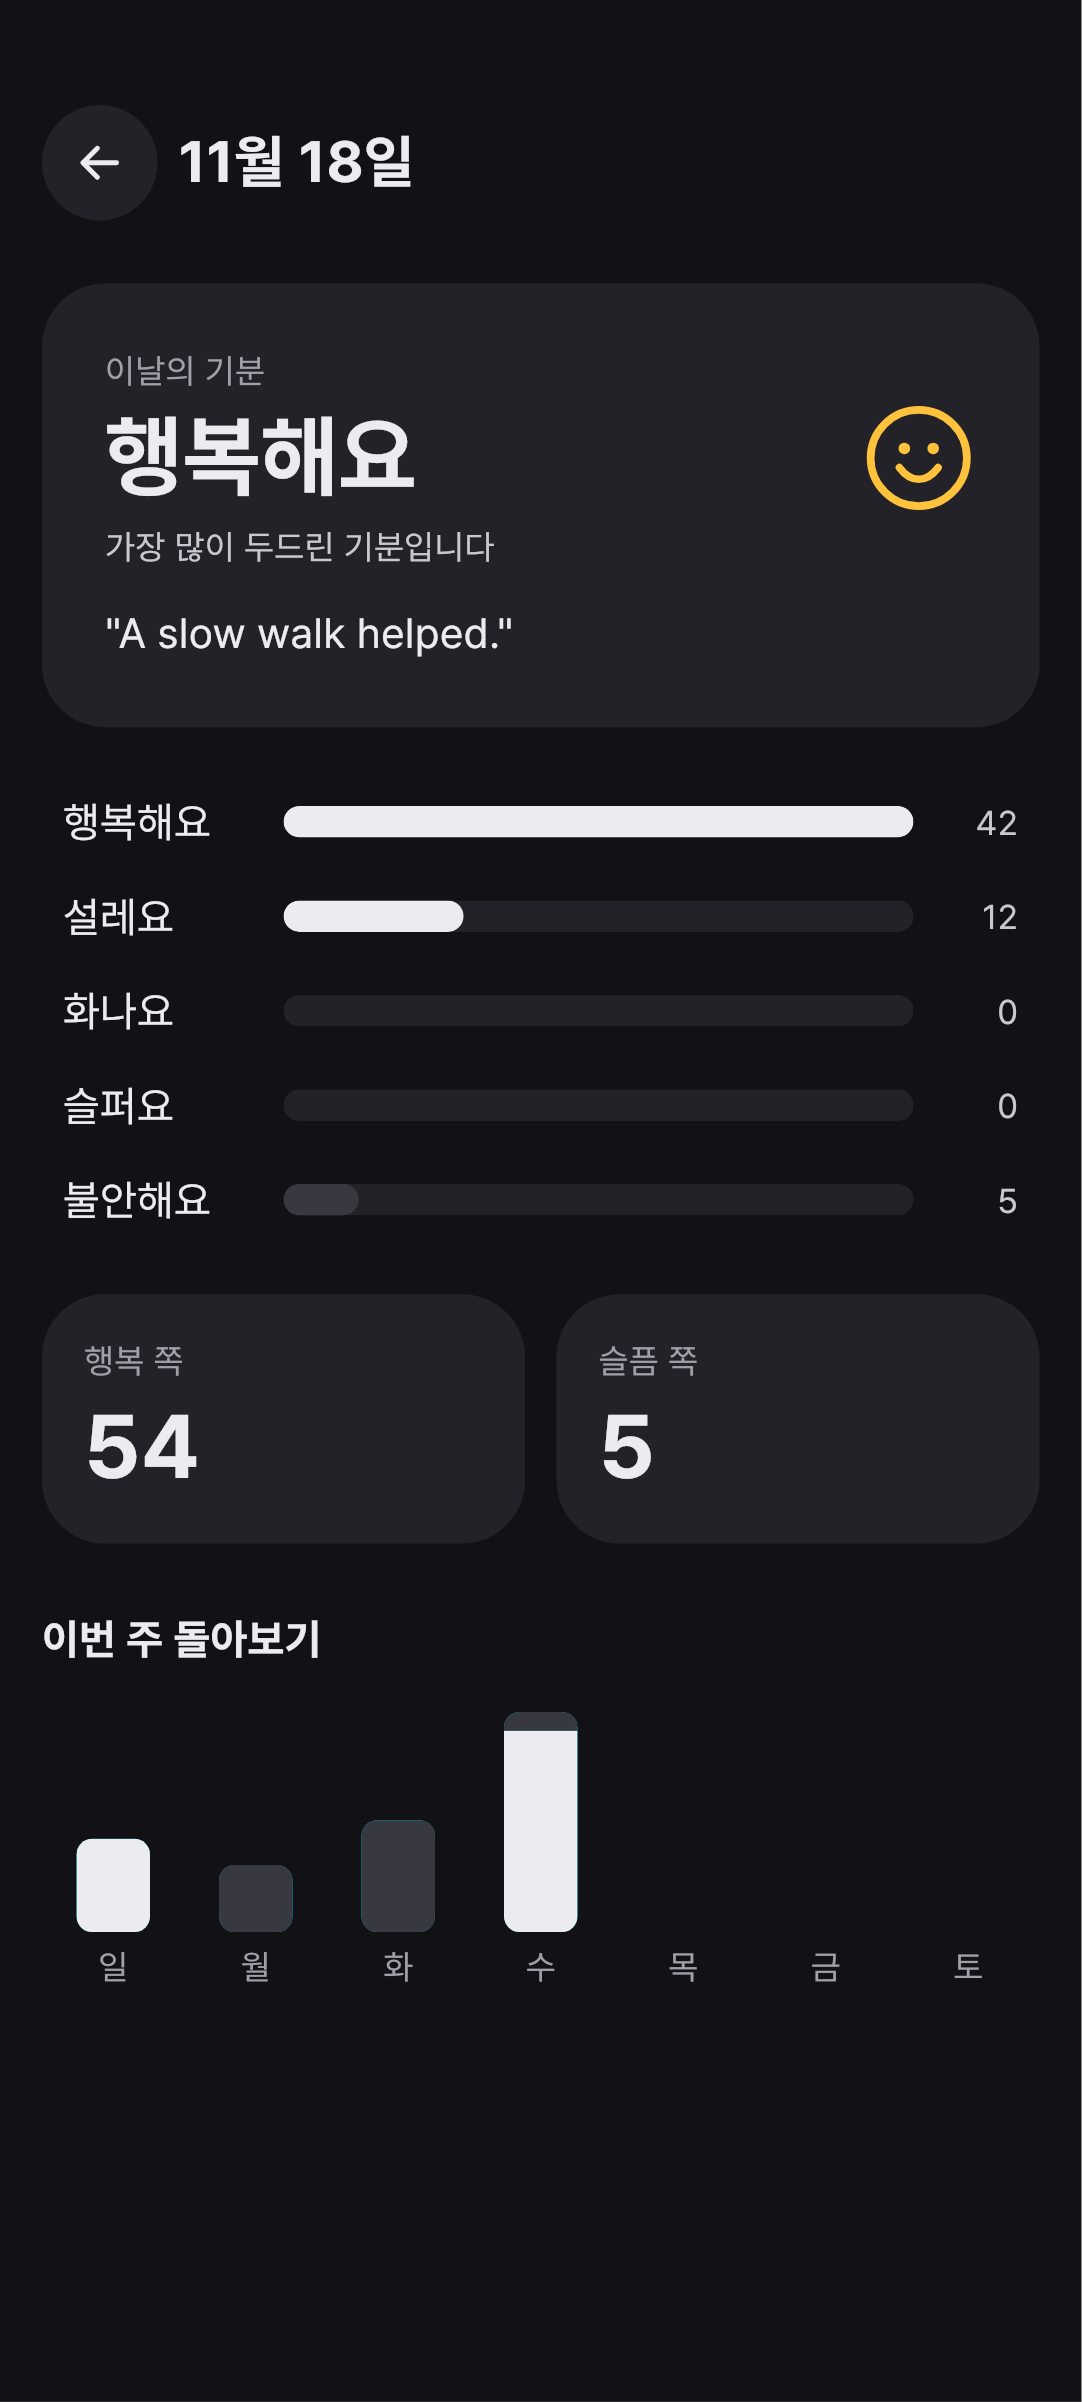 11월 18일
이날의 기분
행복해요
가장 많이 두드린 기분입니다
"A slow walk helped."
행복해요 42
설레요 12
화나요 0
슬퍼요 0
불안해요 5
행복 쪽 슬픔 쪽
54 5
이번 주 돌아보기
일 월 화 수 목 금 토